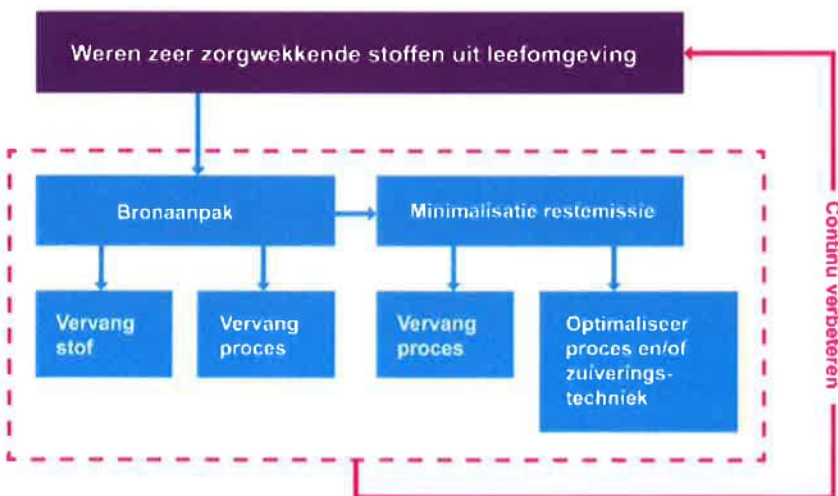 Weren zeer zorgwekkende stoffen uit leefomgeving
Bronaanpak
Minimalisatie restemissie
Vervang
stof
Vervang
proces
Vervang
proces
Optimaliseer
proces en/of
zuiverings-
techniek
Continu verbeteren